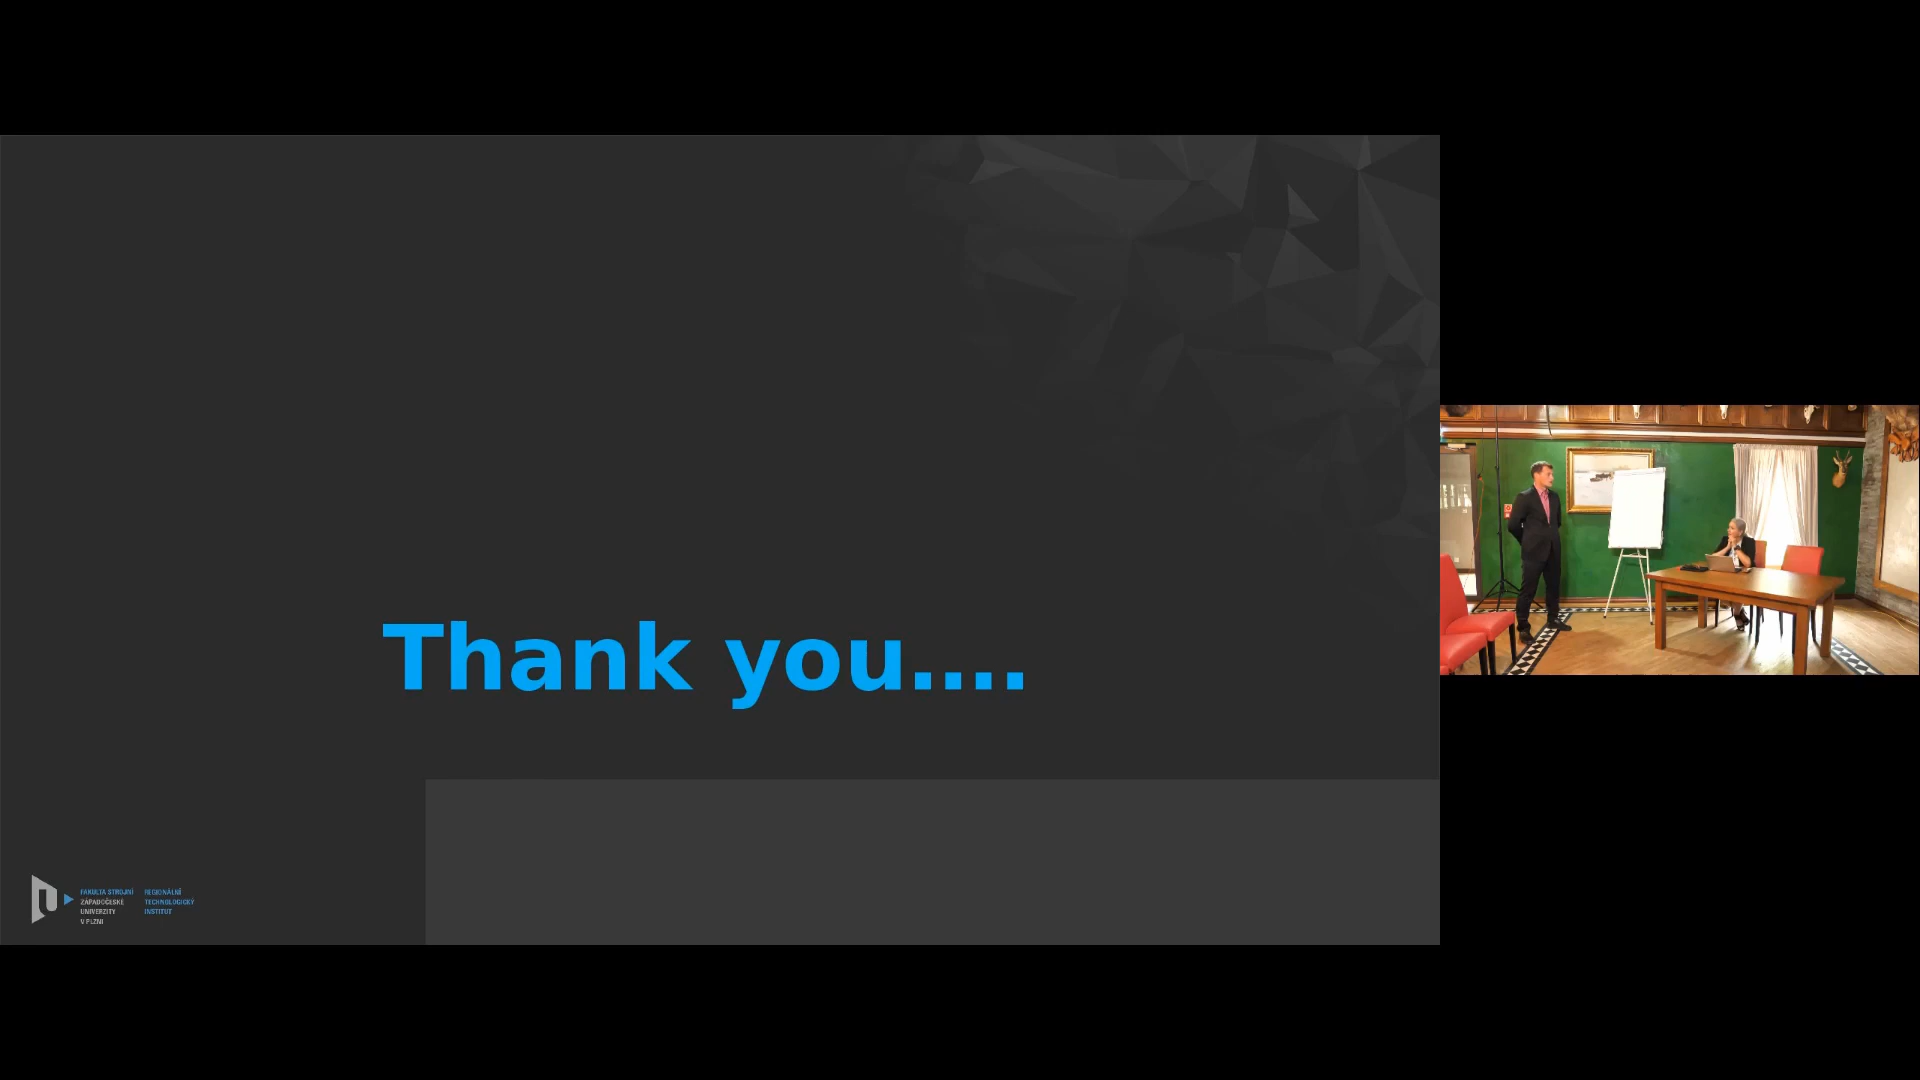 Thank you....
FAKULTA STROJNÍ
ZÁPADOČESKÉ
UNIVERZITY
V PLZNI
REGIONÁLNÍ
TECHNOLOGICKÝ
INSTITUT